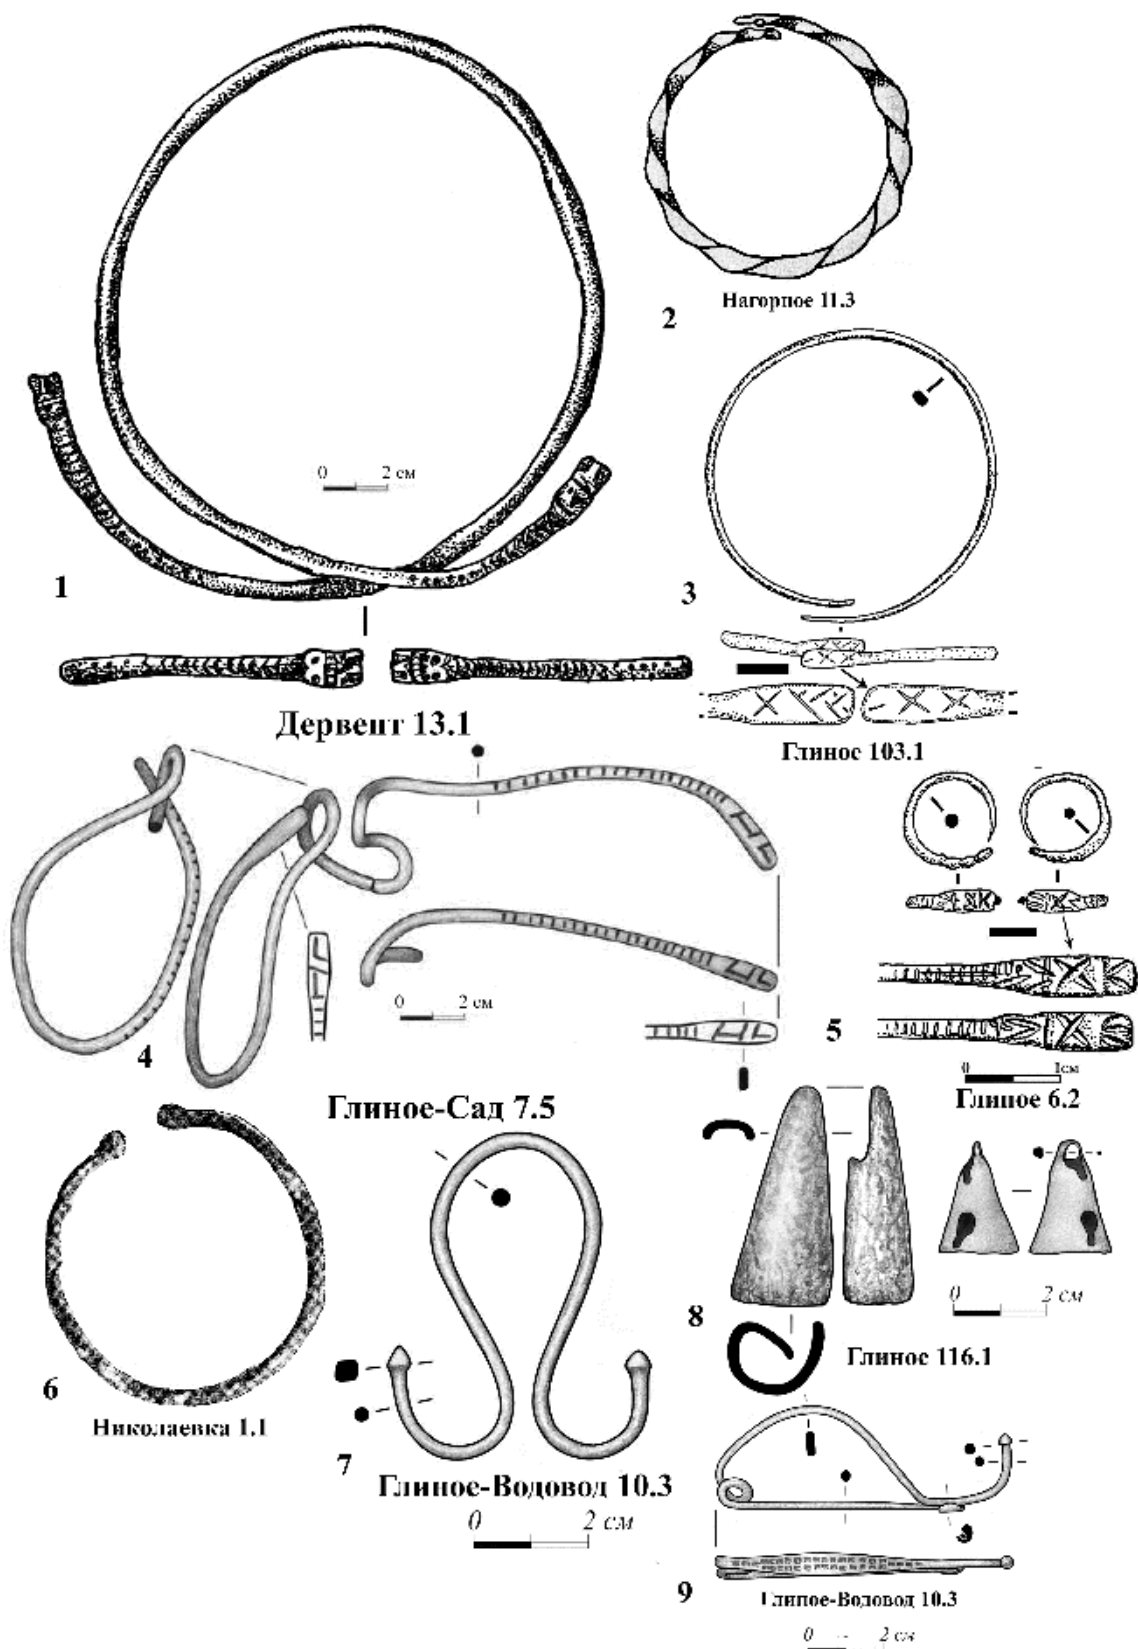 2
Нагорное 11.3
0 2 см
1
3
Дервент 13.1
Глиное 103.1
4
0 2 см
5
0 1см
Глиное 6.2
Глиное-Сад 7.5
8
0 2 см
Глиное 116.1
6
Николаевка 1.1
7
Глиное-Водовод 10.3
0 2 см
9
Глиное-Водовод 10.3
0 2 см